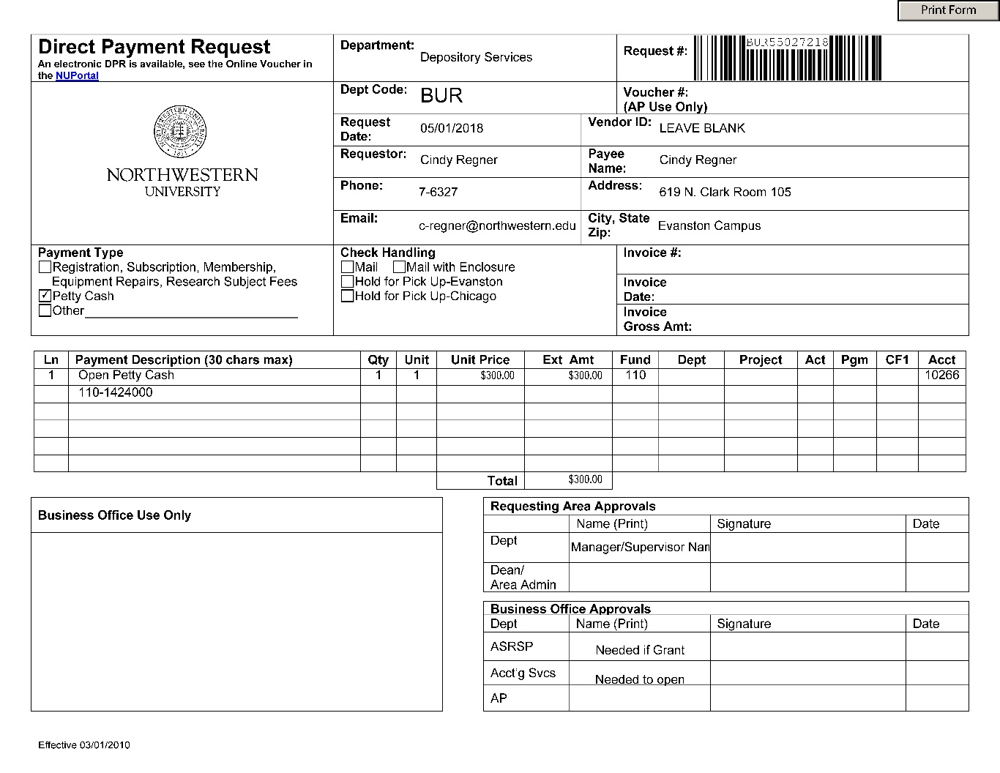 Print Form
Direct Payment Request
An electronic DPR is available, see the Online Voucher in
the NUPortal
Department: Depository Services
Request #: BUR55027218
NORTHWESTERN UNIVERSITY
1851
NORTHWESTERN
UNIVERSITY
Dept Code: BUR
Voucher #:
(AP Use Only)
Request
Date: 05/01/2018
Vendor ID: LEAVE BLANK
Requestor: Cindy Regner
Payee
Name: Cindy Regner
Phone: 7-6327
Address: 619 N. Clark Room 105
Email: c-regner@northwestern.edu
City, State
Zip: Evanston Campus
Payment Type
Registration, Subscription, Membership,
Equipment Repairs, Research Subject Fees
✓ Petty Cash
Other
Check Handling
Mail Mail with Enclosure
Hold for Pick Up-Evanston
Hold for Pick Up-Chicago
Invoice #:
Invoice
Date:
Invoice
Gross Amt:
Ln Payment Description (30 chars max) Qty Unit Unit Price Ext Amt Fund Dept Project Act Pgm CF1 Acct
1 Open Petty Cash 1 1 $300.00 $300.00 110 10266
110-1424000
Total $300.00
Business Office Use Only
Requesting Area Approvals
Name (Print) Signature Date
Dept Manager/Supervisor Nan
Dean/
Area Admin
Business Office Approvals
Dept Name (Print) Signature Date
ASRSP Needed if Grant
Acct'g Svcs Needed to open
AP
Effective 03/01/2010